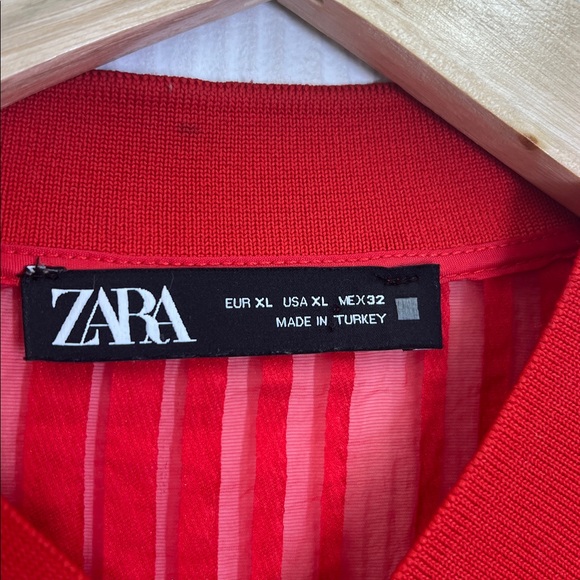 ZARA
EUR XL USA XL MEX32
MADE IN TURKEY